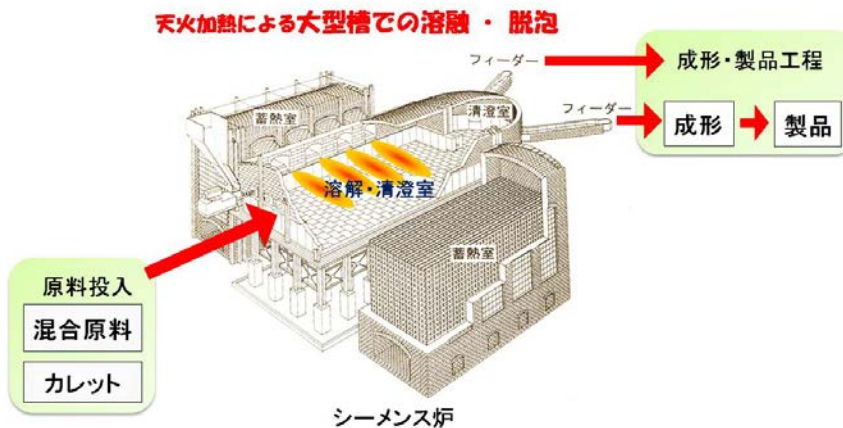 天火加熱による大型槽での溶融・脱泡
フィーダー
成形・製品工程
蓄熱室
清澄室
フィーダー
成形
製品
溶解・清澄室
蓄熱室
原料投入
混合原料
カレット
シーメンス炉